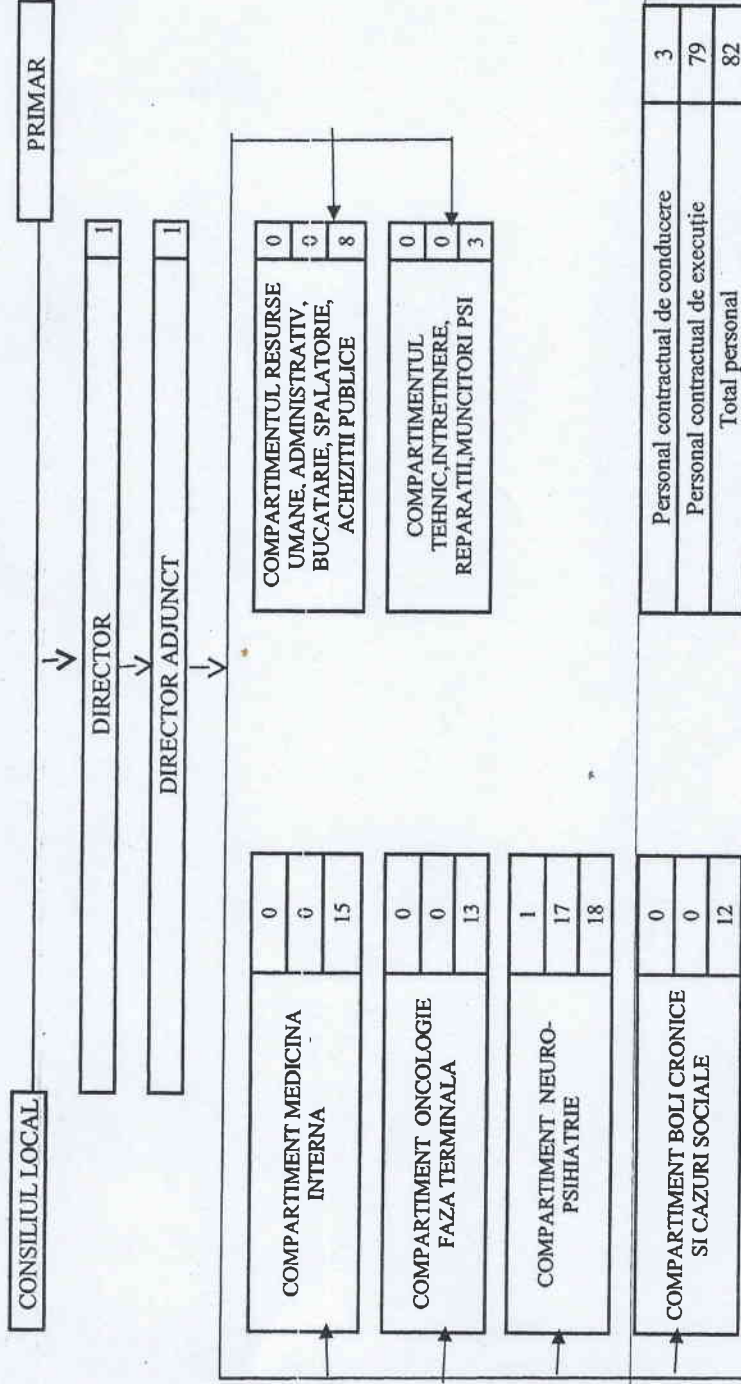 CONSILIUL LOCAL
PRIMAR
DIRECTOR
1
DIRECTOR ADJUNCT
1
COMPARTIMENT MEDICINA
INTERNA
0
0
15
COMPARTIMENT ONCOLOGIE
FAZA TERMINALA
0
0
13
COMPARTIMENT NEURO-
PSIHIATRIE
1
17
18
COMPARTIMENT BOLI CRONICE
SI CAZURI SOCIALE
0
0
12
COMPARTIMENTUL RESURSE
UMANE, ADMINISTRATIV,
BUCATARIE, SPALATORIE,
ACHIZITII PUBLICE
0
0
8
COMPARTIMENTUL
TEHNIC,INTRETINERE,
REPARATII,MUNCITORI PSI
0
0
3
Personal contractual de conducere 3
Personal contractual de execuție 79
Total personal 82